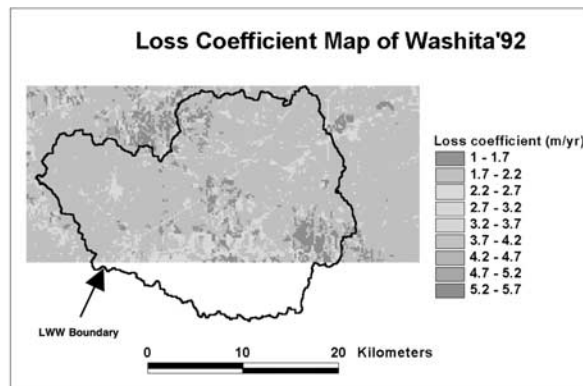 Loss Coefficient Map of Washita'92
Loss coefficient (m/yr)
1 - 1.7
1.7 - 2.2
2.2 - 2.7
2.7 - 3.2
3.2 - 3.7
3.7 - 4.2
4.2 - 4.7
4.7 - 5.2
5.2 - 5.7
LWW Boundary
0 10 20 Kilometers